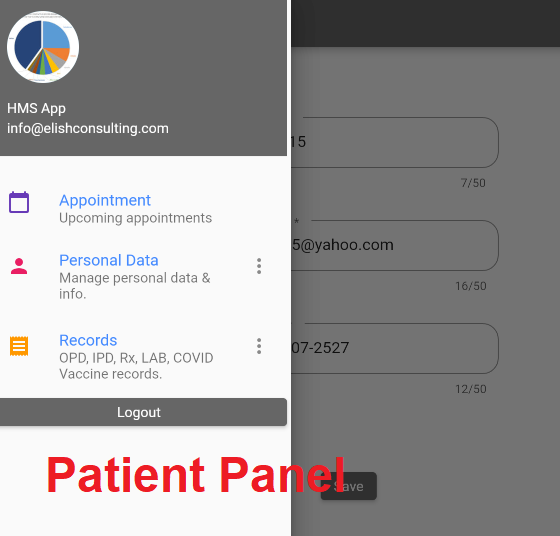 HMS App
info@elishconsulting.com
Appointment
Upcoming appointments
Personal Data
Manage personal data &
info.
Records
OPD, IPD, Rx, LAB, COVID
Vaccine records.
Logout
Patient Panel
15
7/50
*
5@yahoo.com
16/50
07-2527
12/50
Save